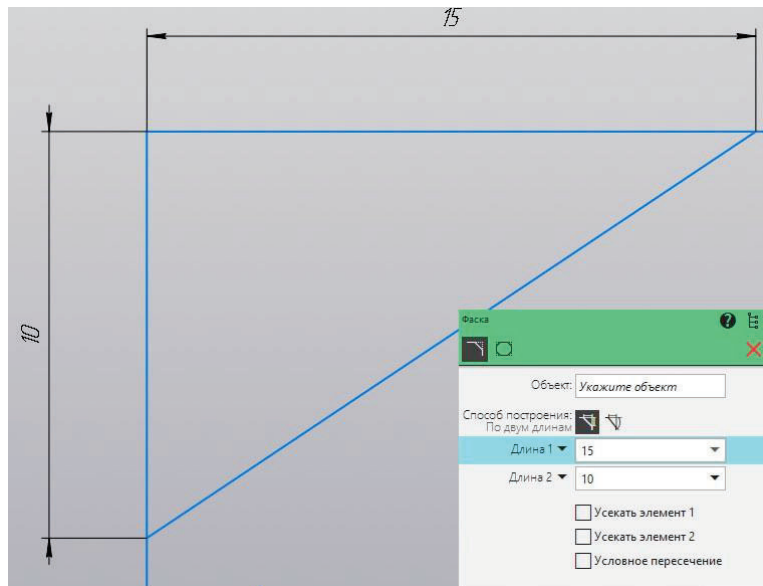 15
10
Фаска
Объект: Укажите объект
Способ построения:
По двум длинам
Длина 1 15
Длина 2 10
Усекать элемент 1
Усекать элемент 2
Условное пересечение